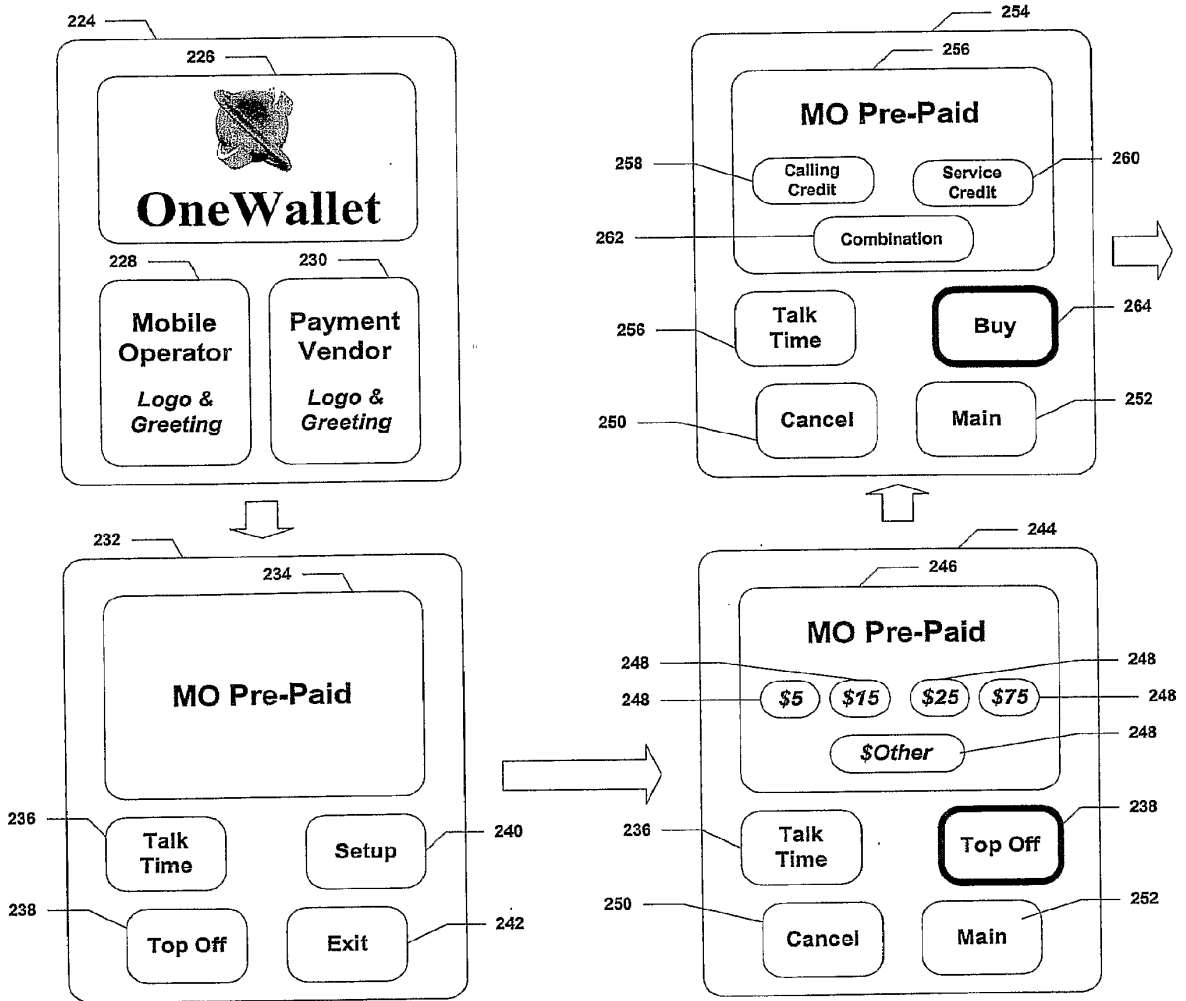 224
226
OneWallet
228
230
Mobile
Operator
Logo &
Greeting
Payment
Vendor
Logo &
Greeting
232
234
MO Pre-Paid
236
Talk
Time
Setup
240
238
Top Off
Exit
242
254
256
MO Pre-Paid
258
Calling
Credit
Service
Credit
260
262
Combination
256
Talk
Time
Buy
264
250
Cancel
Main
252
244
246
MO Pre-Paid
248
248
248
$5
$15
$25
$75
248
$Other
248
236
Talk
Time
Top Off
238
250
Cancel
Main
252